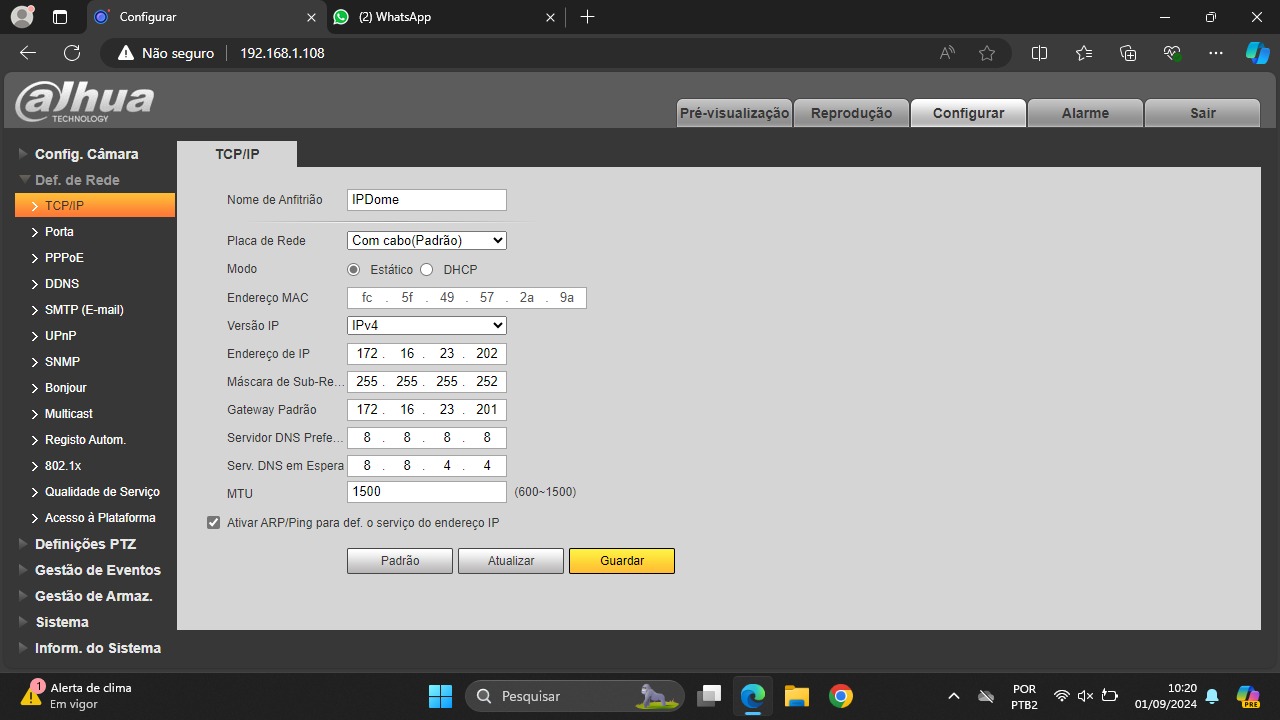 Configurar
(2) WhatsApp
Não seguro
192.168.1.108
alhua
TECHNOLOGY
Pré-visualização
Reprodução
Configurar
Alarme
Sair
Config. Câmara
Def. de Rede
TCP/IP
Porta
PPPoE
DDNS
SMTP (E-mail)
UPnP
SNMP
Bonjour
Multicast
Registo Autom.
802.1x
Qualidade de Serviço
Acesso à Plataforma
Definições PTZ
Gestão de Eventos
Gestão de Armaz.
Sistema
Inform. do Sistema
TCP/IP
Nome de Anfitrião IPDome
Placa de Rede Com cabo(Padrão)
Modo Estático DHCP
Endereço MAC fc . 5f . 49 . 57 . 2a . 9a
Versão IP IPv4
Endereço de IP 172 . 16 . 23 . 202
Máscara de Sub-Re... 255 . 255 . 255 . 252
Gateway Padrão 172 . 16 . 23 . 201
Servidor DNS Prefe... 8 . 8 . 8 . 8
Serv. DNS em Espera 8 . 8 . 4 . 4
MTU 1500 (600~1500)
Ativar ARP/Ping para def. o serviço do endereço IP
Padrão
Atualizar
Guardar
1
Alerta de clima
Em vigor
Pesquisar
POR
PTB2
10:20
01/09/2024
PRE